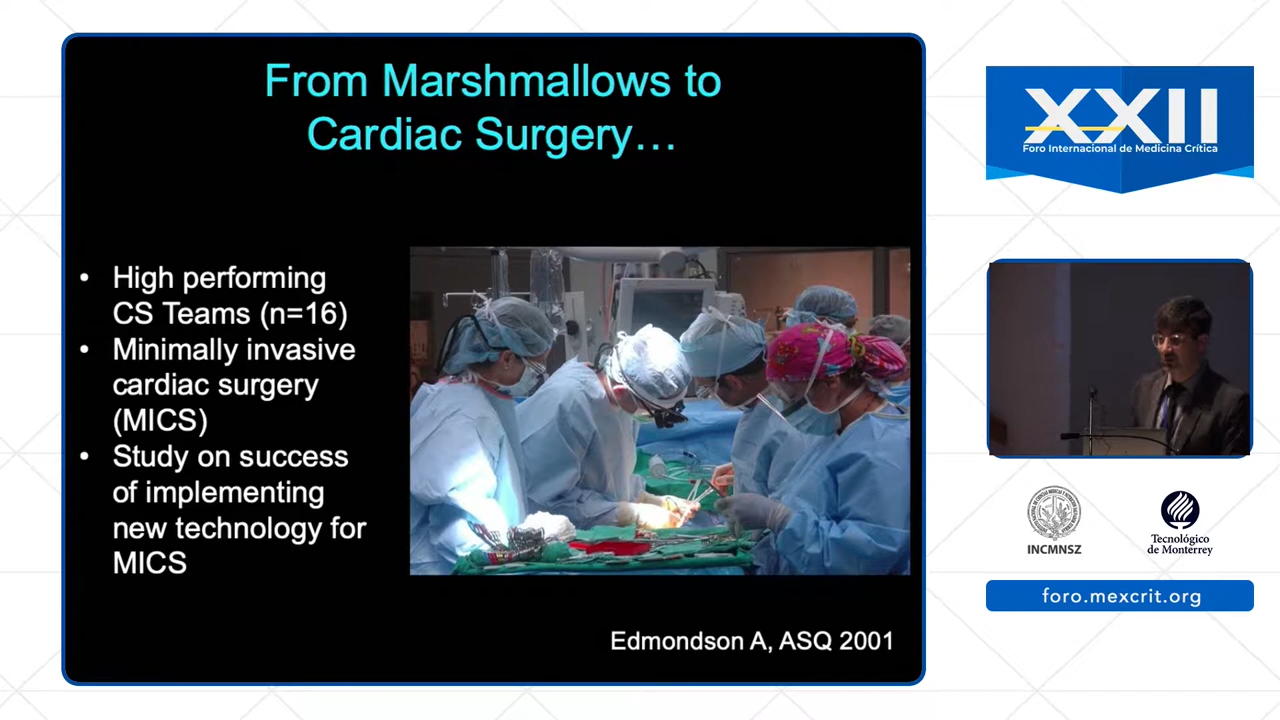 From Marshmallows to
Cardiac Surgery…
• High performing
CS Teams (n=16)
• Minimally invasive
cardiac surgery
(MICS)
• Study on success
of implementing
new technology for
MICS
Edmondson A, ASQ 2001
XXII
Foro Internacional de Medicina Crítica
INCMNSZ
Tecnológico
de Monterrey
foro.mexcrit.org